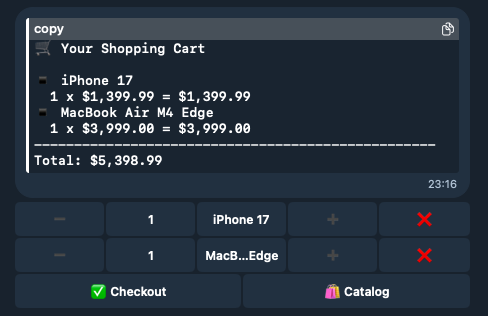 copy
🛒 Your Shopping Cart
▪️ iPhone 17
1 x $1,399.99 = $1,399.99
▪️ MacBook Air M4 Edge
1 x $3,999.00 = $3,999.00
--------------------------------------------------
Total: $5,398.99
23:16
➖ 1 iPhone 17 ➕ ❌
➖ 1 MacB...Edge ➕ ❌
✅ Checkout 🛍️ Catalog